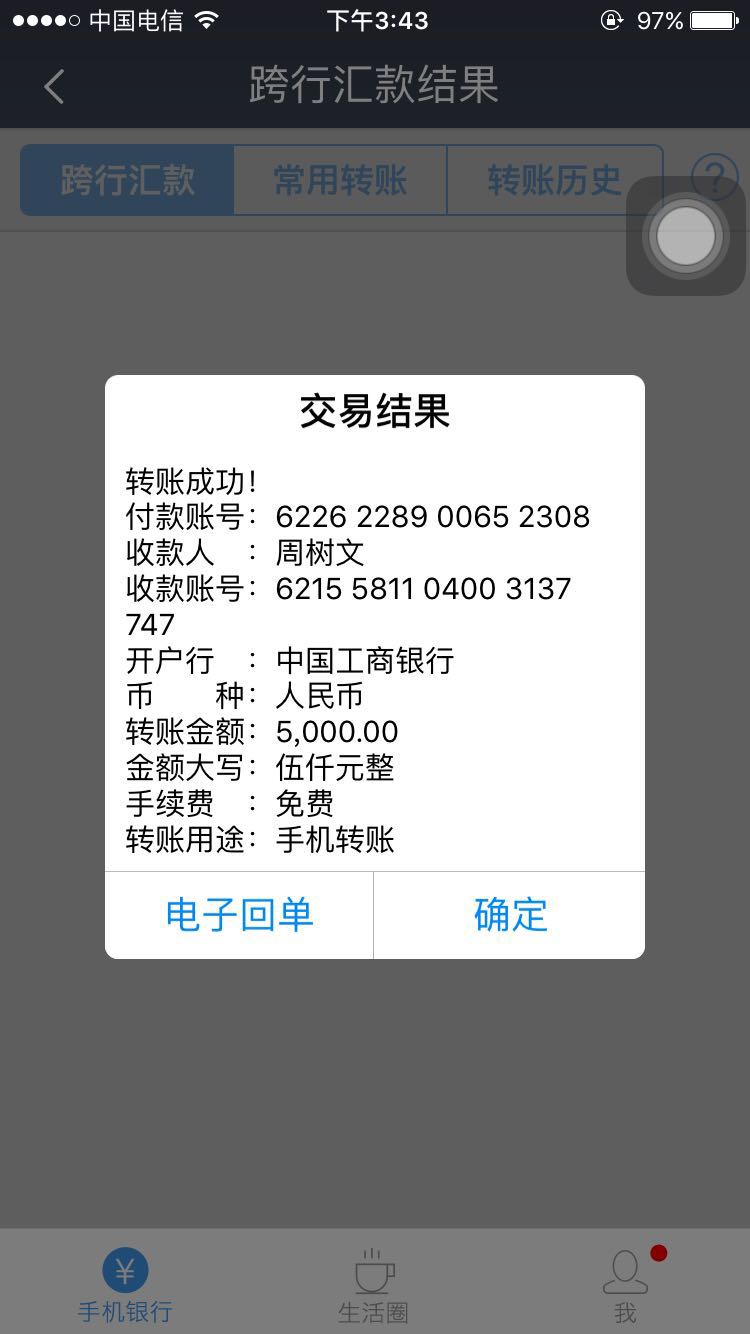 中国电信 下午3:43 97%
跨行汇款结果
跨行汇款 常用转账 转账历史 ?
交易结果
转账成功!
付款账号: 6226 2289 0065 2308
收款人 : 周树文
收款账号: 6215 5811 0400 3137
747
开户行 : 中国工商银行
币 种: 人民币
转账金额: 5,000.00
金额大写: 伍仟元整
手续费 : 免费
转账用途: 手机转账
电子回单 确定
¥
手机银行 生活圈 我